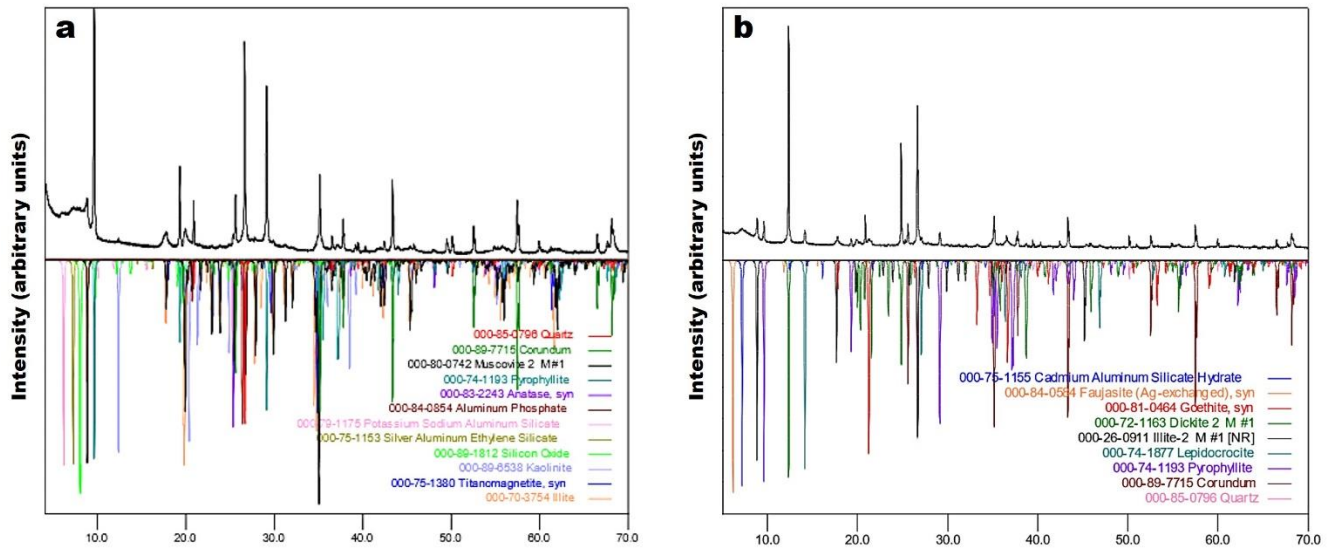 a
Intensity (arbitrary units)
000-85-0796 Quartz
000-89-7715 Corundum
000-80-0742 Muscovite 2 M#1
000-74-1193 Pyrophyllite
000-83-2243 Anatase, syn
000-84-0854 Aluminum Phosphate
000-79-1175 Potassium Sodium Aluminum Silicate
000-75-1153 Silver Aluminum Ethylene Silicate
000-89-1812 Silicon Oxide
000-89-6538 Kaolinite
000-75-1380 Titanomagnetite, syn
000-70-3754 Illite
10.0 20.0 30.0 40.0 50.0 60.0 70.0
b
Intensity (arbitrary units)
000-75-1155 Cadmium Aluminum Silicate Hydrate
000-84-0584 Faujasite (Ag-exchanged), syn
000-81-0464 Goethite, syn
000-72-1163 Dickite 2 M #1
000-26-0911 Illite-2 M #1 [NR]
000-74-1877 Lepidocrocite
000-74-1193 Pyrophyllite
000-89-7715 Corundum
000-85-0796 Quartz
10.0 20.0 30.0 40.0 50.0 60.0 70.0